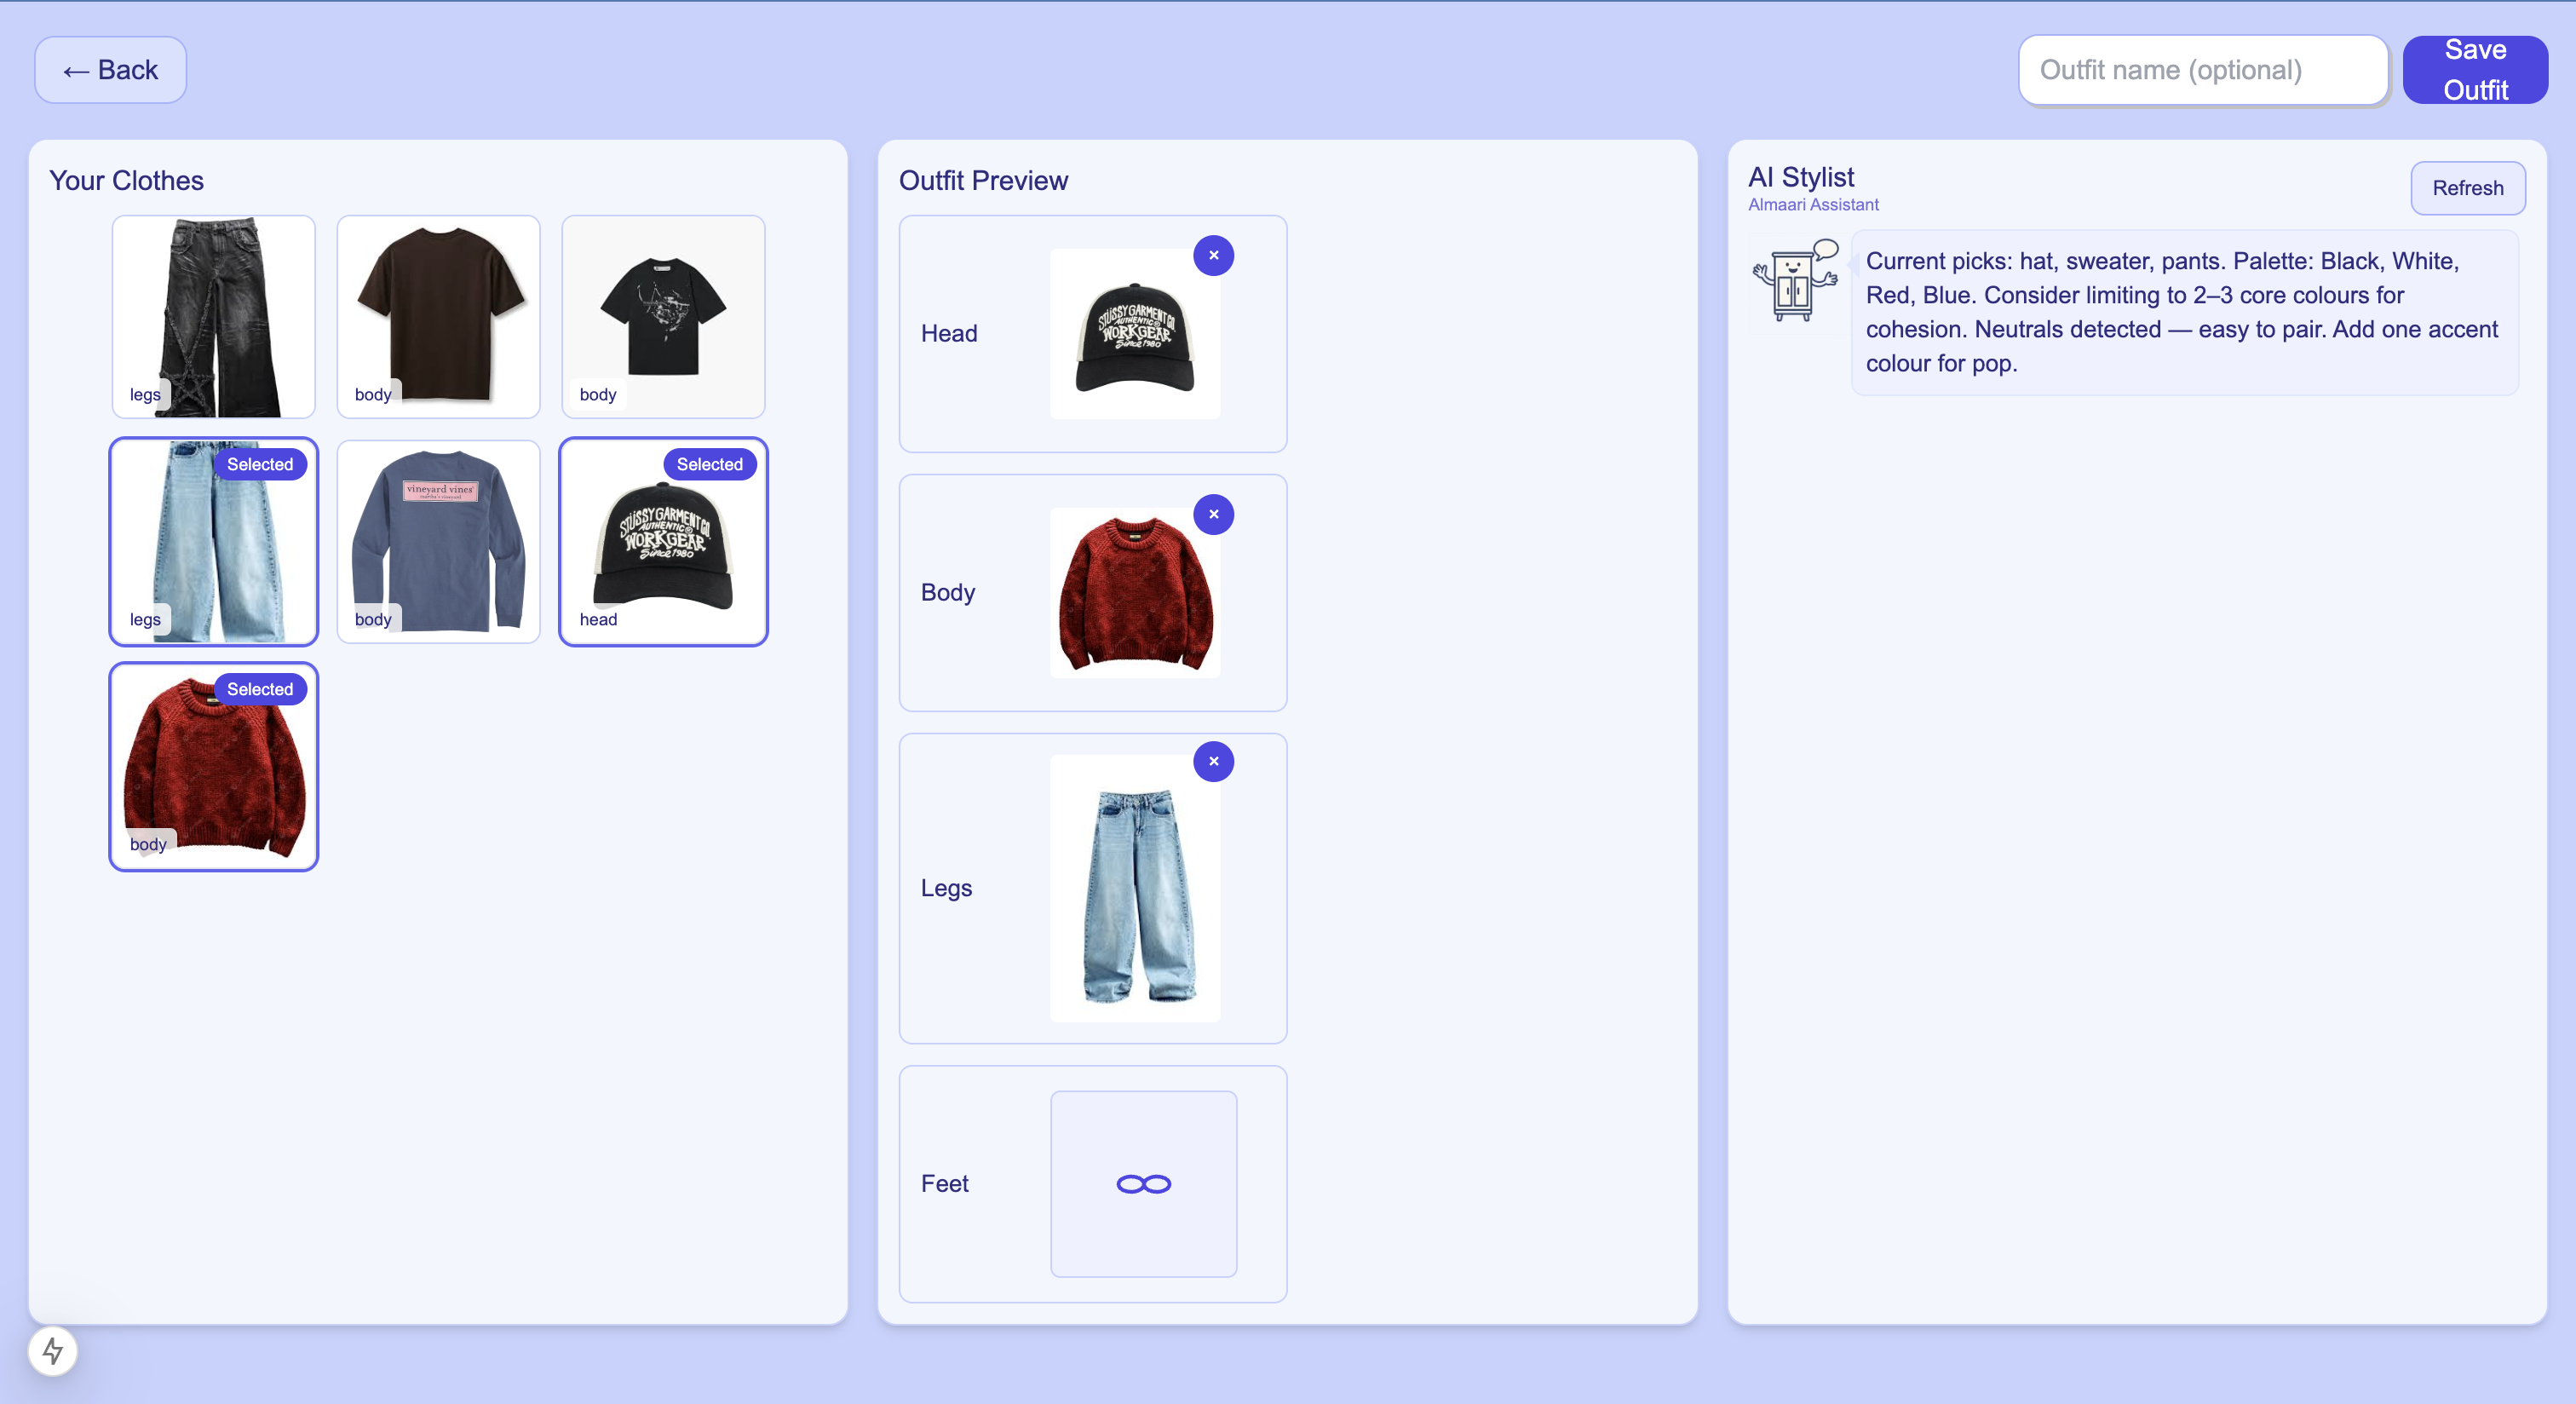 ← Back
Outfit name (optional)
Save
Outfit
Your Clothes
legs
body
body
Selected
legs
vineyard vines
body
Selected
STÜSSY GARMENT CO.
AUTHENTIC
WORKGEAR
Since 1980
head
Selected
body
Outfit Preview
Head
STÜSSY GARMENT CO.
AUTHENTIC
WORKGEAR
Since 1980
Body
Legs
Feet
AI Stylist
Almaari Assistant
Refresh
Current picks: hat, sweater, pants. Palette: Black, White,
Red, Blue. Consider limiting to 2–3 core colours for
cohesion. Neutrals detected — easy to pair. Add one accent
colour for pop.